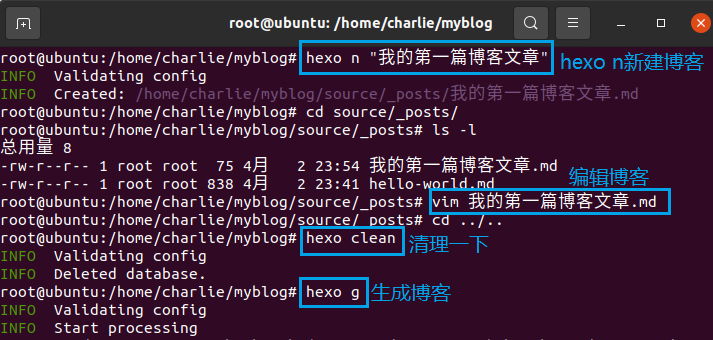 root@ubuntu: /home/charlie/myblog
root@ubuntu:/home/charlie/myblog# hexo n "我的第一篇博客文章" hexo n新建博客
INFO  Validating config
INFO  Created: /home/charlie/myblog/source/_posts/我的第一篇博客文章.md
root@ubuntu:/home/charlie/myblog# cd source/_posts/
root@ubuntu:/home/charlie/myblog/source/_posts# ls -l
总用量 8
-rw-r--r-- 1 root root  75 4月   2 23:54 我的第一篇博客文章.md
-rw-r--r-- 1 root root 838 4月   2 23:41 hello-world.md
编辑博客
root@ubuntu:/home/charlie/myblog/source/_posts# vim 我的第一篇博客文章.md
root@ubuntu:/home/charlie/myblog/source/_posts# cd ../..
root@ubuntu:/home/charlie/myblog# hexo clean 清理一下
INFO  Validating config
INFO  Deleted database.
root@ubuntu:/home/charlie/myblog# hexo g 生成博客
INFO  Validating config
INFO  Start processing